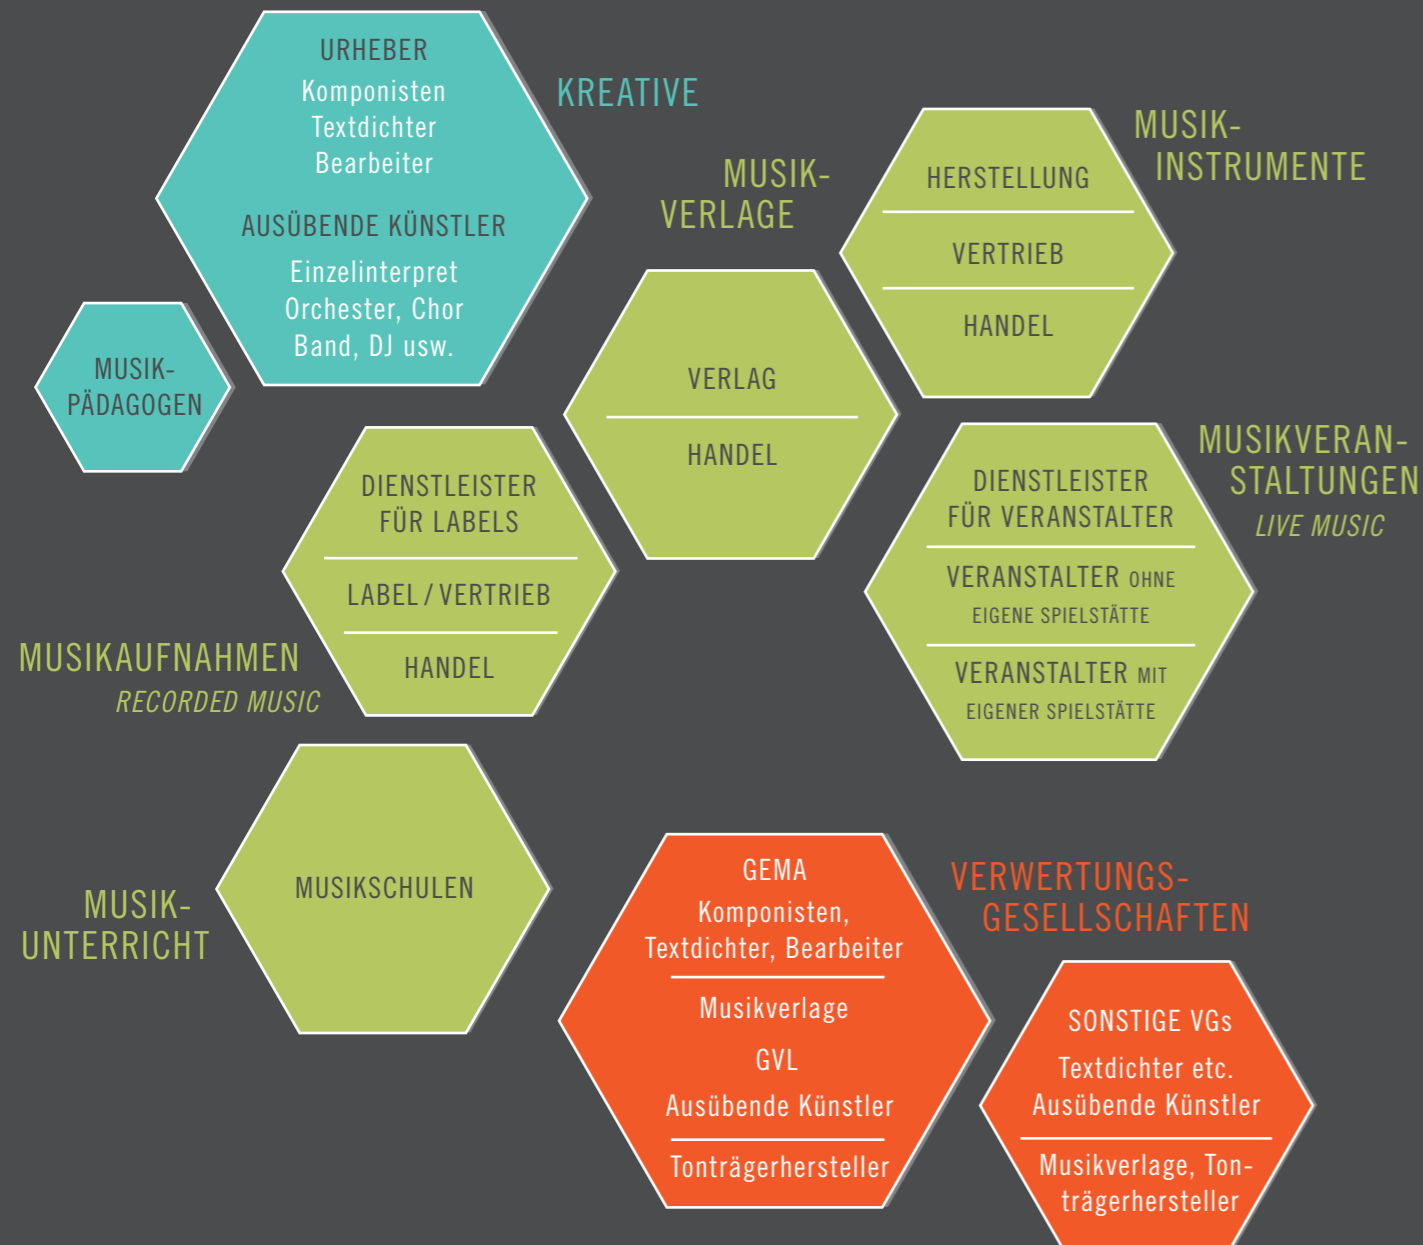 URHEBER
Komponisten
Textdichter
Bearbeiter
AUSÜBENDE KÜNSTLER
Einzelinterpret
Orchester, Chor
Band, DJ usw.
KREATIVE
MUSIK-
PÄDAGOGEN
MUSIK-
VERLAGE
VERLAG
HANDEL
MUSIK-
INSTRUMENTE
HERSTELLUNG
VERTRIEB
HANDEL
DIENSTLEISTER
FÜR LABELS
LABEL / VERTRIEB
HANDEL
MUSIKAUFNAHMEN
RECORDED MUSIC
MUSIKVERAN-
STALTUNGEN
LIVE MUSIC
DIENSTLEISTER
FÜR VERANSTALTER
VERANSTALTER OHNE
EIGENE SPIELSTÄTTE
VERANSTALTER MIT
EIGENER SPIELSTÄTTE
MUSIK-
UNTERRICHT
MUSIKSCHULEN
GEMA
Komponisten,
Textdichter, Bearbeiter
Musikverlage
GVL
Ausübende Künstler
Tonträgerhersteller
VERWERTUNGS-
GESELLSCHAFTEN
SONSTIGE VGs
Textdichter etc.
Ausübende Künstler
Musikverlage, Ton-
trägerhersteller